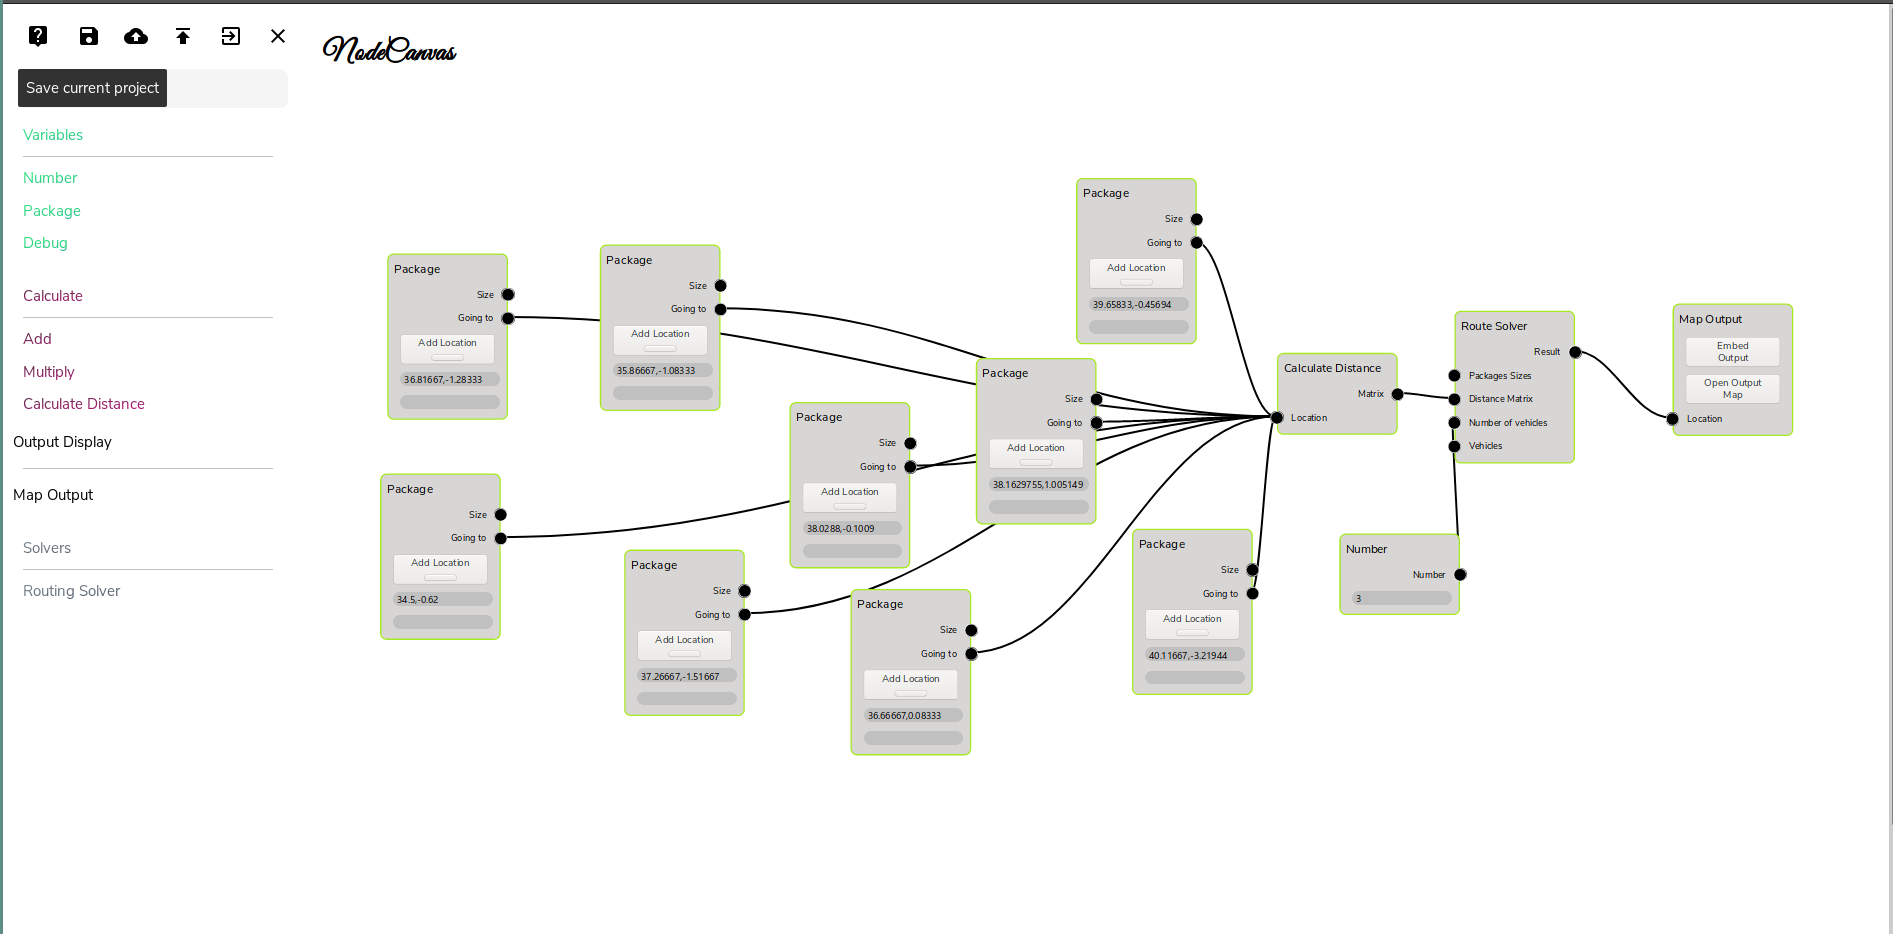 NodeCanvas
Save current project
Variables
Number
Package
Debug
Calculate
Add
Multiply
Calculate Distance
Output Display
Map Output
Solvers
Routing Solver
Package
Size
Going to
Add Location
36.81667,-1.28333
Package
Size
Going to
Add Location
35.86667,-1.08333
Package
Size
Going to
Add Location
39.65833,-0.45694
Package
Size
Going to
Add Location
38.1629755,1.005149
Package
Size
Going to
Add Location
38.0288,-0.1009
Package
Size
Going to
Add Location
34.5,-0.62
Package
Size
Going to
Add Location
37.26667,-1.51667
Package
Size
Going to
Add Location
36.66667,0.08333
Package
Size
Going to
Add Location
40.11667,-3.21944
Calculate Distance
Matrix
Location
Route Solver
Result
Packages Sizes
Distance Matrix
Number of vehicles
Vehicles
Number
Number
3
Map Output
Embed
Output
Open Output
Map
Location